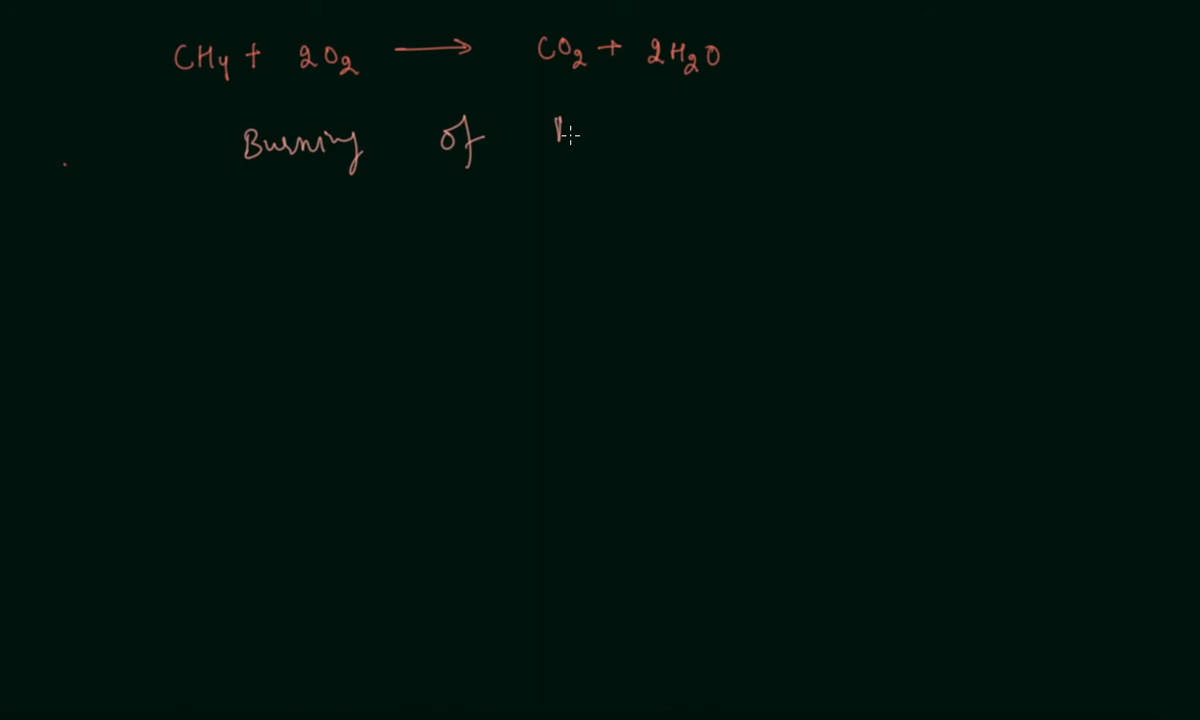 CH₄ + 2O₂ ⟶ CO₂ + 2H₂O
Burning of